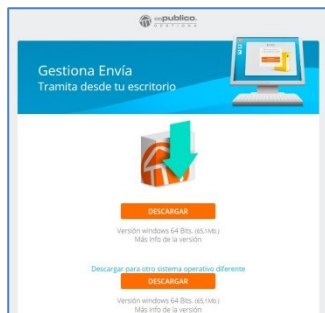 espublico.
GESTIONA
Gestiona Envía
Tramita desde tu escritorio
DESCARGAR
Versión windows 64 Bits. (65,1Mb.)
Más info de la versión
Descargar para otro sistema operativo diferente
DESCARGAR
Versión windows 64 Bits. (65,1Mb.)
Más info de la versión